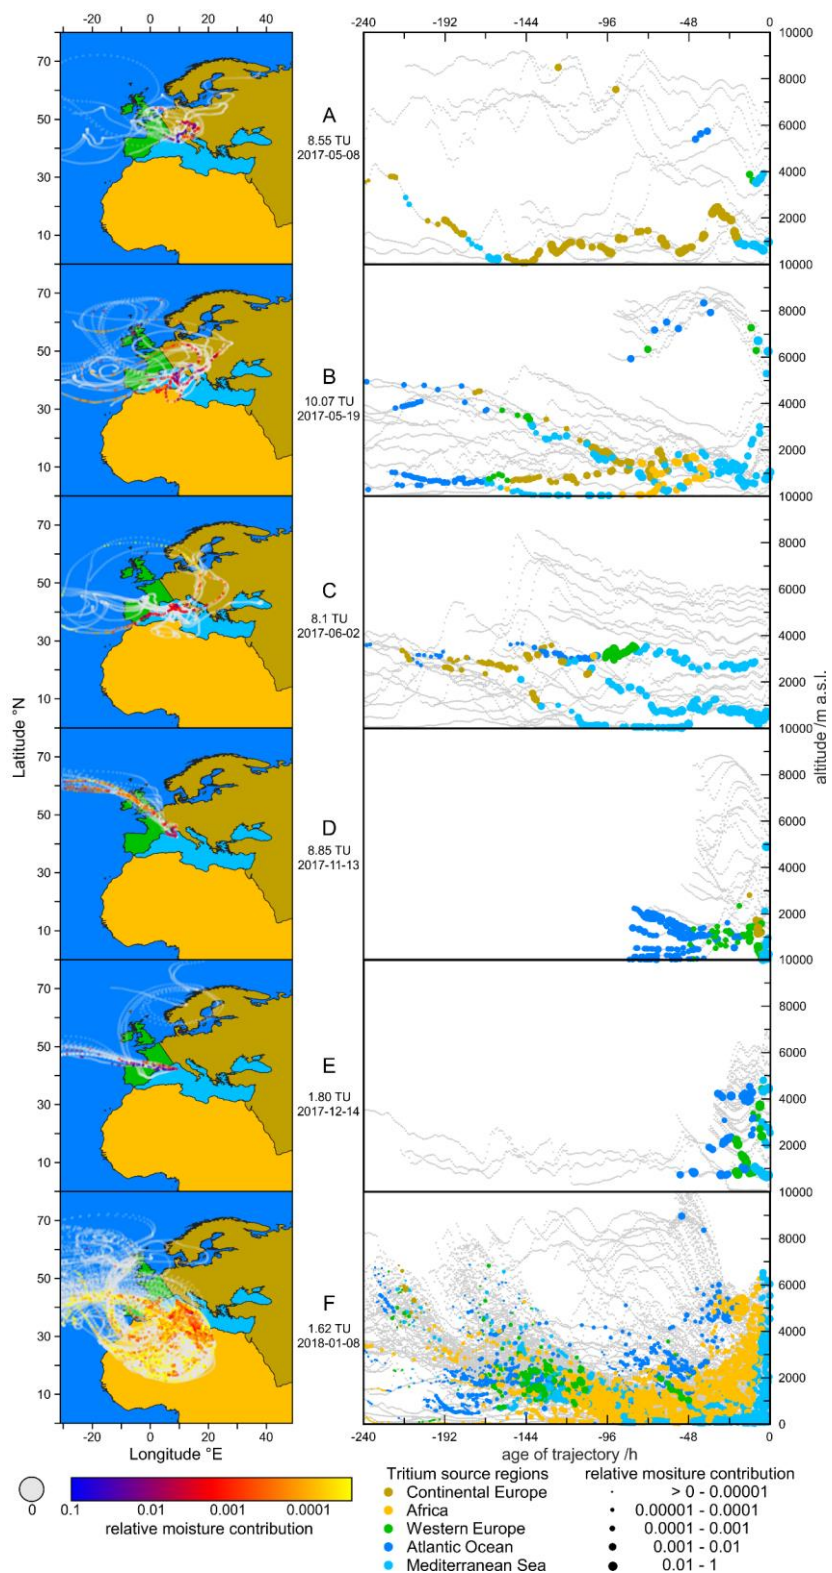 -20 0 20 40
-240 -192 -144 -96 -48 0
80
70
60
50
40
30
20
10
A
8.55 TU
2017-05-08
10000
8000
6000
4000
2000
10000
70
50
30
10
B
10.07 TU
2017-05-19
8000
6000
4000
2000
10000
70
50
30
10
C
8.1 TU
2017-06-02
8000
6000
4000
2000
10000
Latitude °N
altitude /m a.s.l.
70
50
30
10
D
8.85 TU
2017-11-13
8000
6000
4000
2000
10000
70
50
30
10
E
1.80 TU
2017-12-14
8000
6000
4000
2000
10000
70
50
30
10
F
1.62 TU
2018-01-08
8000
6000
4000
2000
0
-20 0 20 40
Longitude °E
-240 -192 -144 -96 -48 0
age of trajectory /h
0
0.1 0.01 0.001 0.0001
relative moisture contribution
Tritium source regions
Continental Europe
Africa
Western Europe
Atlantic Ocean
Mediterranean Sea
relative mositure contribution
> 0 - 0.00001
0.00001 - 0.0001
0.0001 - 0.001
0.001 - 0.01
0.01 - 1